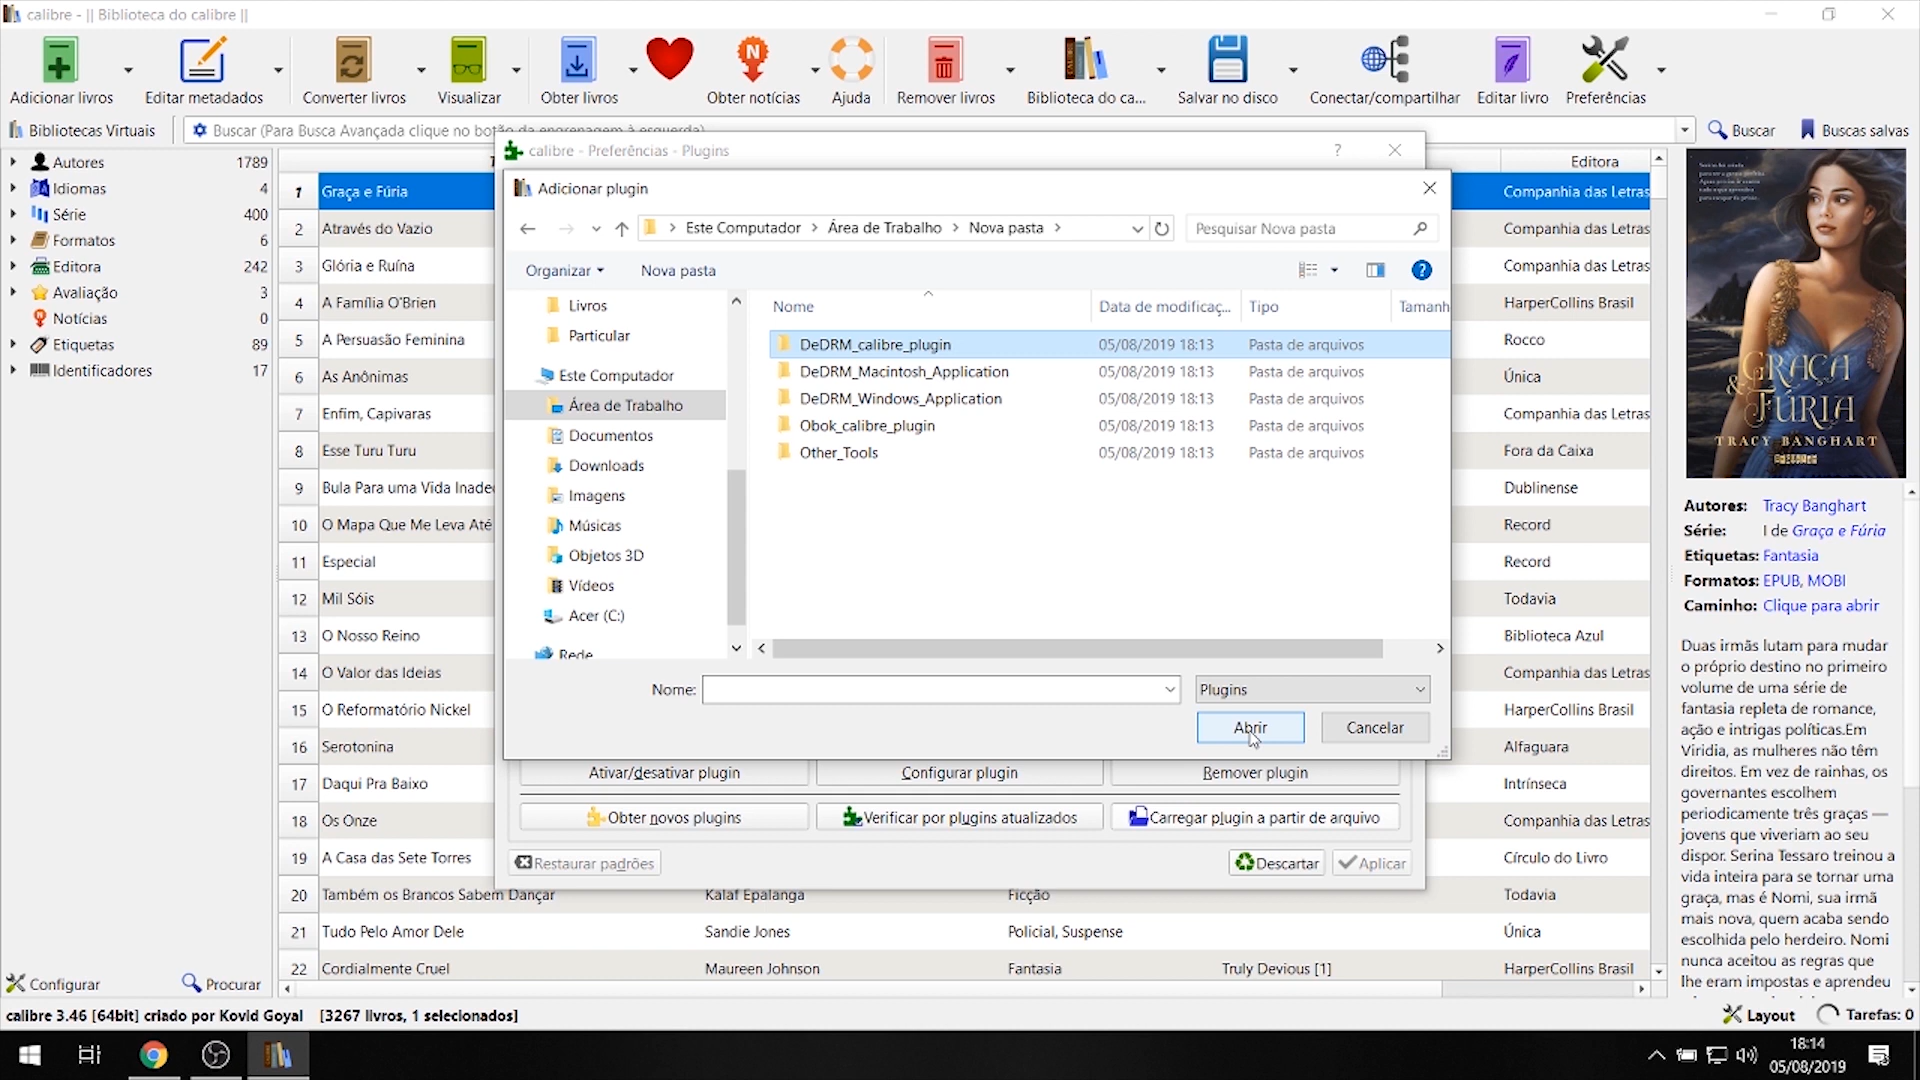 calibre - || Biblioteca do calibre ||
Adicionar livros
Editar metadados
Converter livros
Visualizar
Obter livros
Obter notícias
Ajuda
Remover livros
Biblioteca do ca...
Salvar no disco
Conectar/compartilhar
Editar livro
Preferências
Bibliotecas Virtuais
Buscar (Para Busca Avançada clique no botão da engrenagem à esquerda)
Buscar
Buscas salvas
Autores 1789
Idiomas 4
Série 400
Formatos 6
Editora 242
Avaliação 3
Notícias 0
Etiquetas 89
Identificadores 17
Configurar
Procurar
Editora
1 Graça e Fúria Companhia das Letras
2 Através do Vazio Companhia das Letras
3 Glória e Ruína Companhia das Letras
4 A Família O'Brien HarperCollins Brasil
5 A Persuasão Feminina Rocco
6 As Anônimas Única
7 Enfim, Capivaras Companhia das Letras
8 Esse Turu Turu Fora da Caixa
9 Bula Para uma Vida Inade Dublinense
10 O Mapa Que Me Leva Até Record
11 Especial Record
12 Mil Sóis Todavia
13 O Nosso Reino Biblioteca Azul
14 O Valor das Ideias Companhia das Letras
15 O Reformatório Nickel HarperCollins Brasil
16 Serotonina Alfaguara
17 Daqui Pra Baixo Intrínseca
18 Os Onze Companhia das Letras
19 A Casa das Sete Torres Círculo do Livro
20 Também os Brancos Sabem Dançar Kalaf Epalanga Ficção Todavia
21 Tudo Pelo Amor Dele Sandie Jones Policial, Suspense Única
22 Cordialmente Cruel Maureen Johnson Fantasia Truly Devious [1] HarperCollins Brasil
calibre - Preferências - Plugins
?
Adicionar plugin
Este Computador
Área de Trabalho
Nova pasta
Pesquisar Nova pasta
Organizar
Nova pasta
?
Livros
Particular
Este Computador
Área de Trabalho
Documentos
Downloads
Imagens
Músicas
Objetos 3D
Vídeos
Acer (C:)
Rede
Nome Data de modificaç... Tipo Tamanh
DeDRM_calibre_plugin 05/08/2019 18:13 Pasta de arquivos
DeDRM_Macintosh_Application 05/08/2019 18:13 Pasta de arquivos
DeDRM_Windows_Application 05/08/2019 18:13 Pasta de arquivos
Obok_calibre_plugin 05/08/2019 18:13 Pasta de arquivos
Other_Tools 05/08/2019 18:13 Pasta de arquivos
Nome:
Plugins
Abrir
Cancelar
Ativar/desativar plugin
Configurar plugin
Remover plugin
Obter novos plugins
Verificar por plugins atualizados
Carregar plugin a partir de arquivo
Restaurar padrões
Descartar
Aplicar
GRAÇA
& FÚRIA
TRACY BANGHART
Autores: Tracy Banghart
Série: I de Graça e Fúria
Etiquetas: Fantasia
Formatos: EPUB, MOBI
Caminho: Clique para abrir
Duas irmãs lutam para mudar
o próprio destino no primeiro
volume de uma série de
fantasia repleta de romance,
ação e intrigas políticas.Em
Viridia, as mulheres não têm
direitos. Em vez de rainhas, os
governantes escolhem
periodicamente três graças —
jovens que viveriam ao seu
dispor. Serina Tessaro treinou a
vida inteira para se tornar uma
graça, mas é Nomi, sua irmã
mais nova, quem acaba sendo
escolhida pelo herdeiro. Nomi
nunca aceitou as regras que
lhe eram impostas e aprendeu
calibre 3.46 [64bit] criado por Kovid Goyal [3267 livros, 1 selecionados]
Layout
Tarefas: 0
18:14
05/08/2019